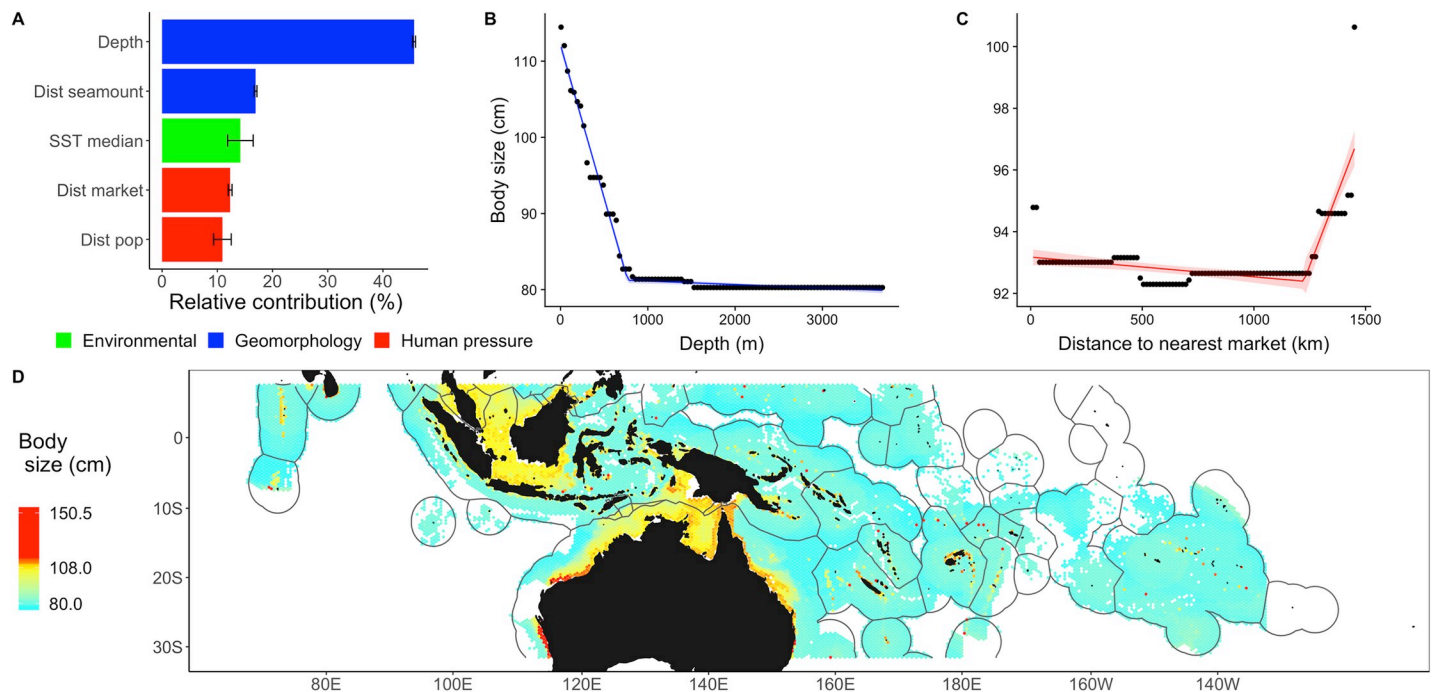 A
Depth
Dist seamount
SST median
Dist market
Dist pop
0 10 20 30 40
Relative contribution (%)
B
Body size (cm)
110
100
90
80
0 1000 2000 3000
Depth (m)
C
100
98
96
94
92
0 500 1000 1500
Distance to nearest market (km)
Environmental Geomorphology Human pressure
D
Body
size (cm)
150.5
108.0
80.0
0
10S
20S
30S
80E 100E 120E 140E 160E 180E 160W 140W